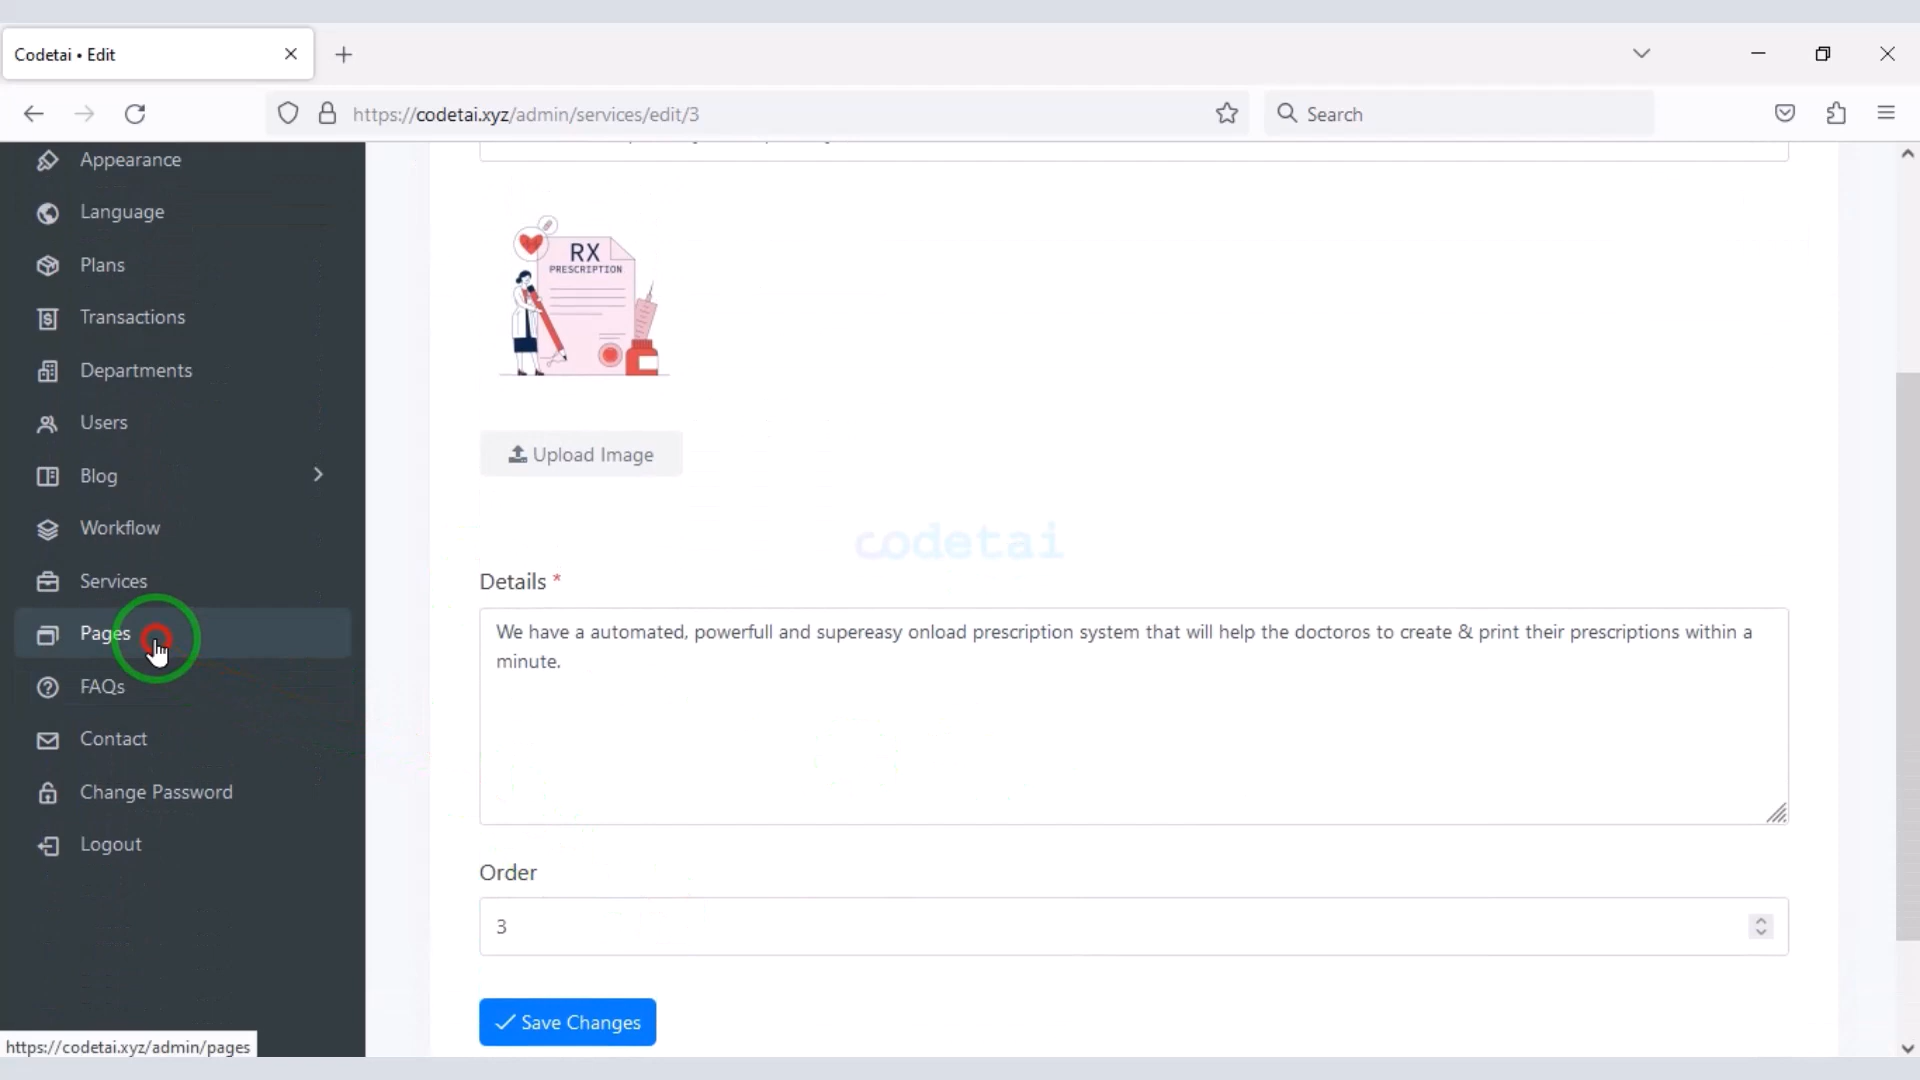 Codetai • Edit
https://codetai.xyz/admin/services/edit/3
Search
Appearance
Language
Plans
Transactions
Departments
Users
Blog
Workflow
Services
Pages
FAQs
Contact
Change Password
Logout
RX
PRESCRIPTION
Upload Image
codetai
Details *
We have a automated, powerfull and supereasy onload prescription system that will help the doctoros to create & print their prescriptions within a
minute.
Order
3
Save Changes
https://codetai.xyz/admin/pages